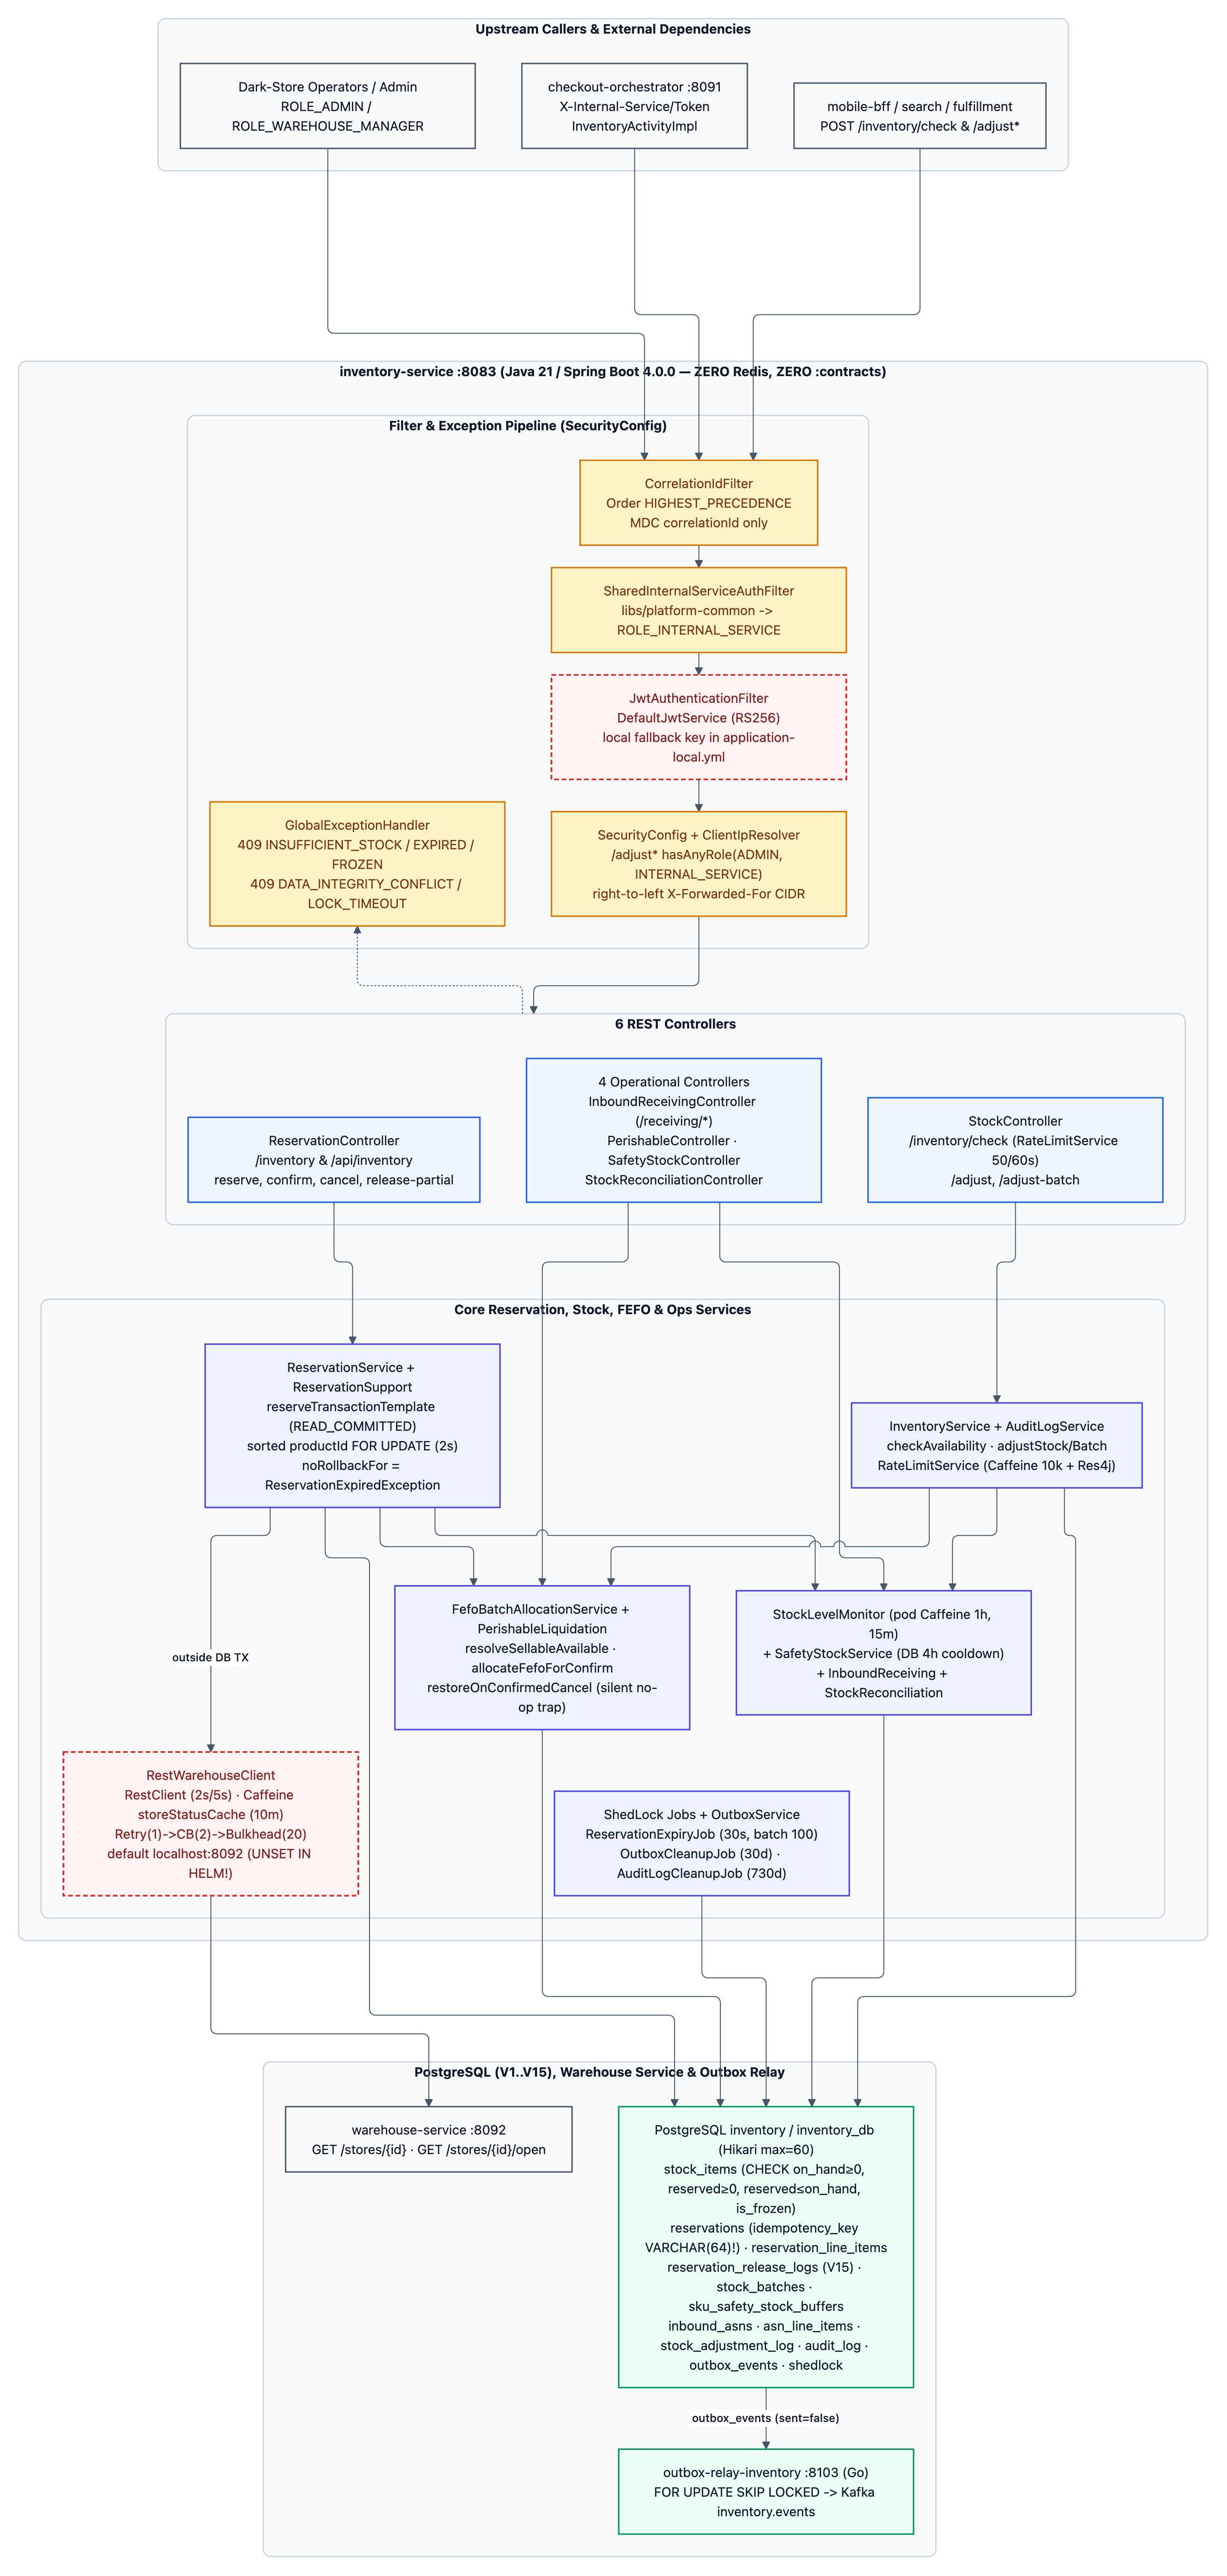 Upstream Callers & External Dependencies
Dark-Store Operators / Admin
ROLE_ADMIN /
ROLE_WAREHOUSE_MANAGER
checkout-orchestrator :8091
X-Internal-Service/Token
InventoryActivityImpl
mobile-bff / search / fulfillment
POST /inventory/check & /adjust*
inventory-service :8083 (Java 21 / Spring Boot 4.0.0 — ZERO Redis, ZERO :contracts)
Filter & Exception Pipeline (SecurityConfig)
CorrelationIdFilter
Order HIGHEST_PRECEDENCE
MDC correlationId only
SharedInternalServiceAuthFilter
libs/platform-common ->
ROLE_INTERNAL_SERVICE
JwtAuthenticationFilter
DefaultJwtService (RS256)
local fallback key in application-
local.yml
GlobalExceptionHandler
409 INSUFFICIENT_STOCK / EXPIRED /
FROZEN
409 DATA_INTEGRITY_CONFLICT /
LOCK_TIMEOUT
SecurityConfig + ClientIpResolver
/adjust* hasAnyRole(ADMIN,
INTERNAL_SERVICE)
right-to-left X-Forwarded-For CIDR
6 REST Controllers
ReservationController
/inventory & /api/inventory
reserve, confirm, cancel, release-partial
4 Operational Controllers
InboundReceivingController
(/receiving/*)
PerishableController ·
SafetyStockController
StockReconciliationController
StockController
/inventory/check (RateLimitService
50/60s)
/adjust, /adjust-batch
Core Reservation, Stock, FEFO & Ops Services
ReservationService +
ReservationSupport
reserveTransactionTemplate
(READ_COMMITTED)
sorted productId FOR UPDATE (2s)
noRollbackFor =
ReservationExpiredException
InventoryService + AuditLogService
checkAvailability · adjustStock/Batch
RateLimitService (Caffeine 10k + Res4j)
FefoBatchAllocationService +
PerishableLiquidation
resolveSellableAvailable ·
allocateFefoForConfirm
restoreOnConfirmedCancel (silent no-
op trap)
StockLevelMonitor (pod Caffeine 1h,
15m)
+ SafetyStockService (DB 4h cooldown)
+ InboundReceiving +
StockReconciliation
outside DB TX
RestWarehouseClient
RestClient (2s/5s) · Caffeine
storeStatusCache (10m)
Retry(1)->CB(2)->Bulkhead(20)
default localhost:8092 (UNSET IN
HELM!)
ShedLock Jobs + OutboxService
ReservationExpiryJob (30s, batch 100)
OutboxCleanupJob (30d) ·
AuditLogCleanupJob (730d)
PostgreSQL (V1..V15), Warehouse Service & Outbox Relay
warehouse-service :8092
GET /stores/{id} · GET /stores/{id}/open
PostgreSQL inventory / inventory_db
(Hikari max=60)
stock_items (CHECK on_hand≥0,
reserved≥0, reserved≤on_hand,
is_frozen)
reservations (idempotency_key
VARCHAR(64)!) · reservation_line_items
reservation_release_logs (V15) ·
stock_batches ·
sku_safety_stock_buffers
inbound_asns · asn_line_items ·
stock_adjustment_log · audit_log ·
outbox_events · shedlock
outbox_events (sent=false)
outbox-relay-inventory :8103 (Go)
FOR UPDATE SKIP LOCKED -> Kafka
inventory.events